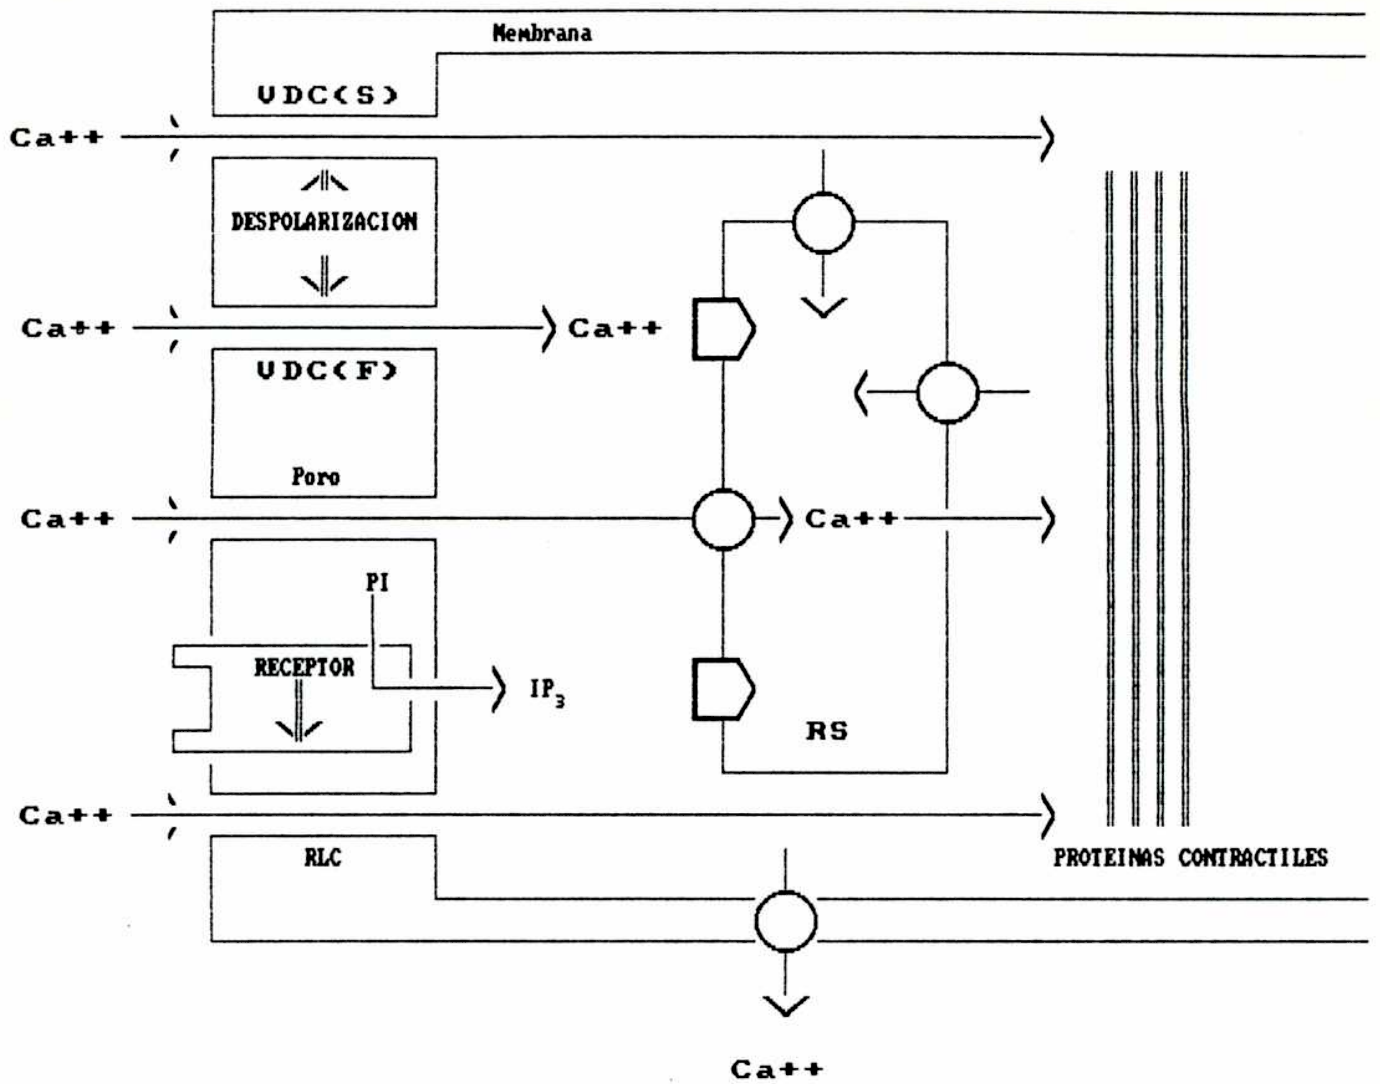 Membrana
VDC(S)
Ca++
DESPOLARIZACION
Ca++ Ca++
VDC(F)
Poro
Ca++ Ca++
PI
RECEPTOR
IP3
RS
Ca++
RLC
PROTEINAS CONTRACTILES
Ca++